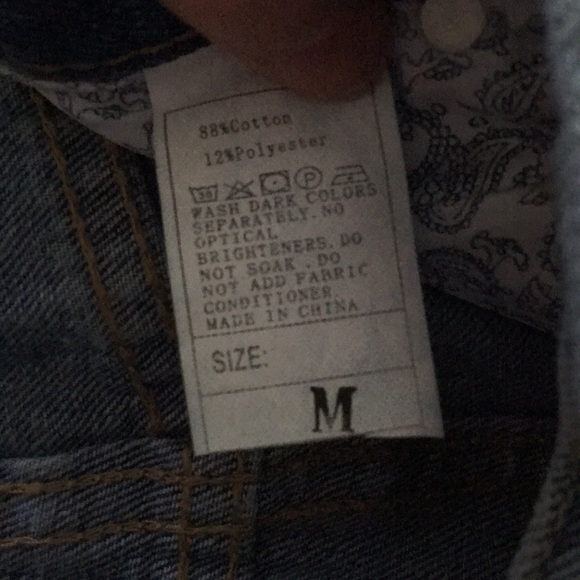 88%Cotton
12%Polyester
30 P
WASH DARK COLORS
SEPARATELY. NO
OPTICAL
BRIGHTENERS. DO
NOT SOAK . DO
NOT ADD FABRIC
CONDITIONER
MADE IN CHINA
SIZE:
M